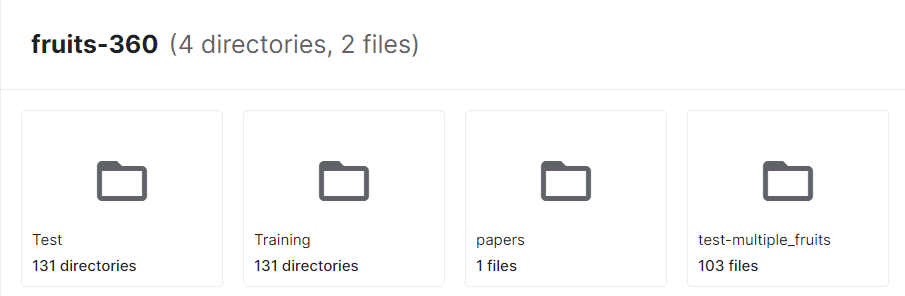 fruits-360 (4 directories, 2 files)
Test
131 directories
Training
131 directories
papers
1 files
test-multiple_fruits
103 files